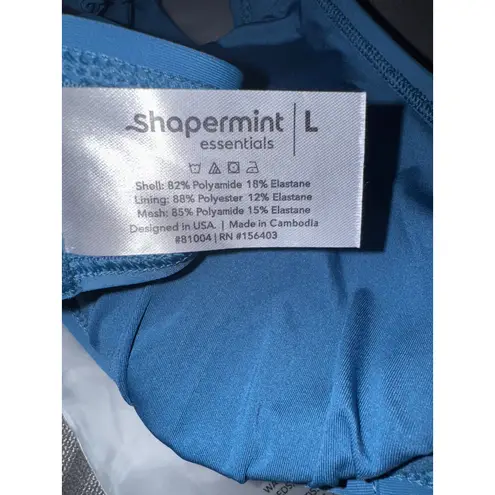 Shapermint | L
essentials
Shell: 82% Polyamide 18% Elastane
Lining: 88% Polyester 12% Elastane
Mesh: 85% Polyamide 15% Elastane
Designed in USA. | Made in Cambodia
#81004 | RN #156403